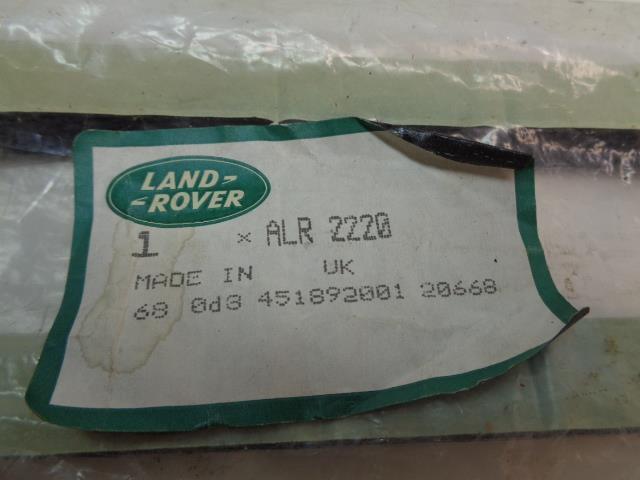 LAND-
-ROVER
1 × ALR 2220
MADE IN UK
68 0d3 451892001 20668